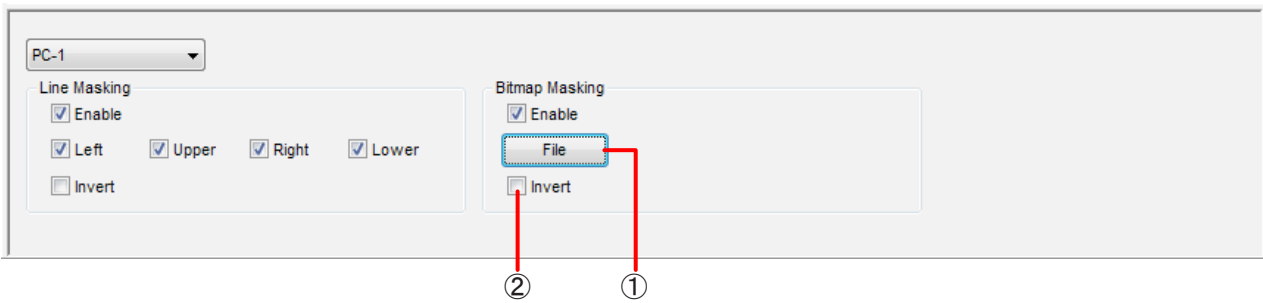 PC-1
Line Masking
Enable
Left Upper Right Lower
Invert
Bitmap Masking
Enable
File
Invert
② ①